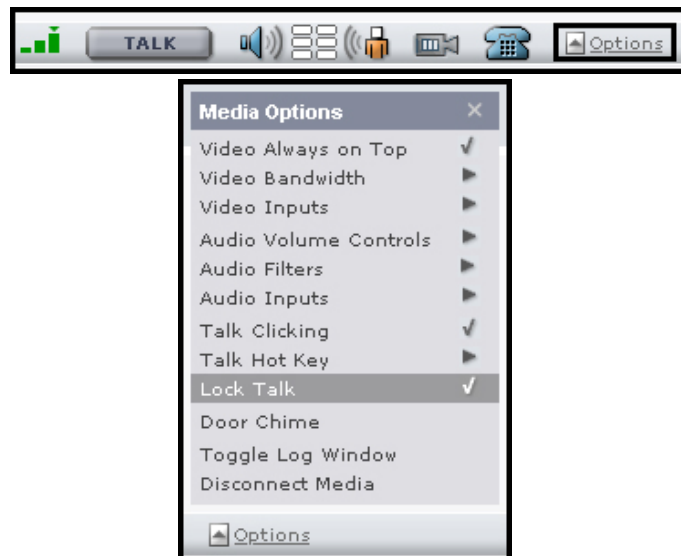 TALK
Options
Media Options
Video Always on Top
Video Bandwidth
Video Inputs
Audio Volume Controls
Audio Filters
Audio Inputs
Talk Clicking
Talk Hot Key
Lock Talk
Door Chime
Toggle Log Window
Disconnect Media
Options